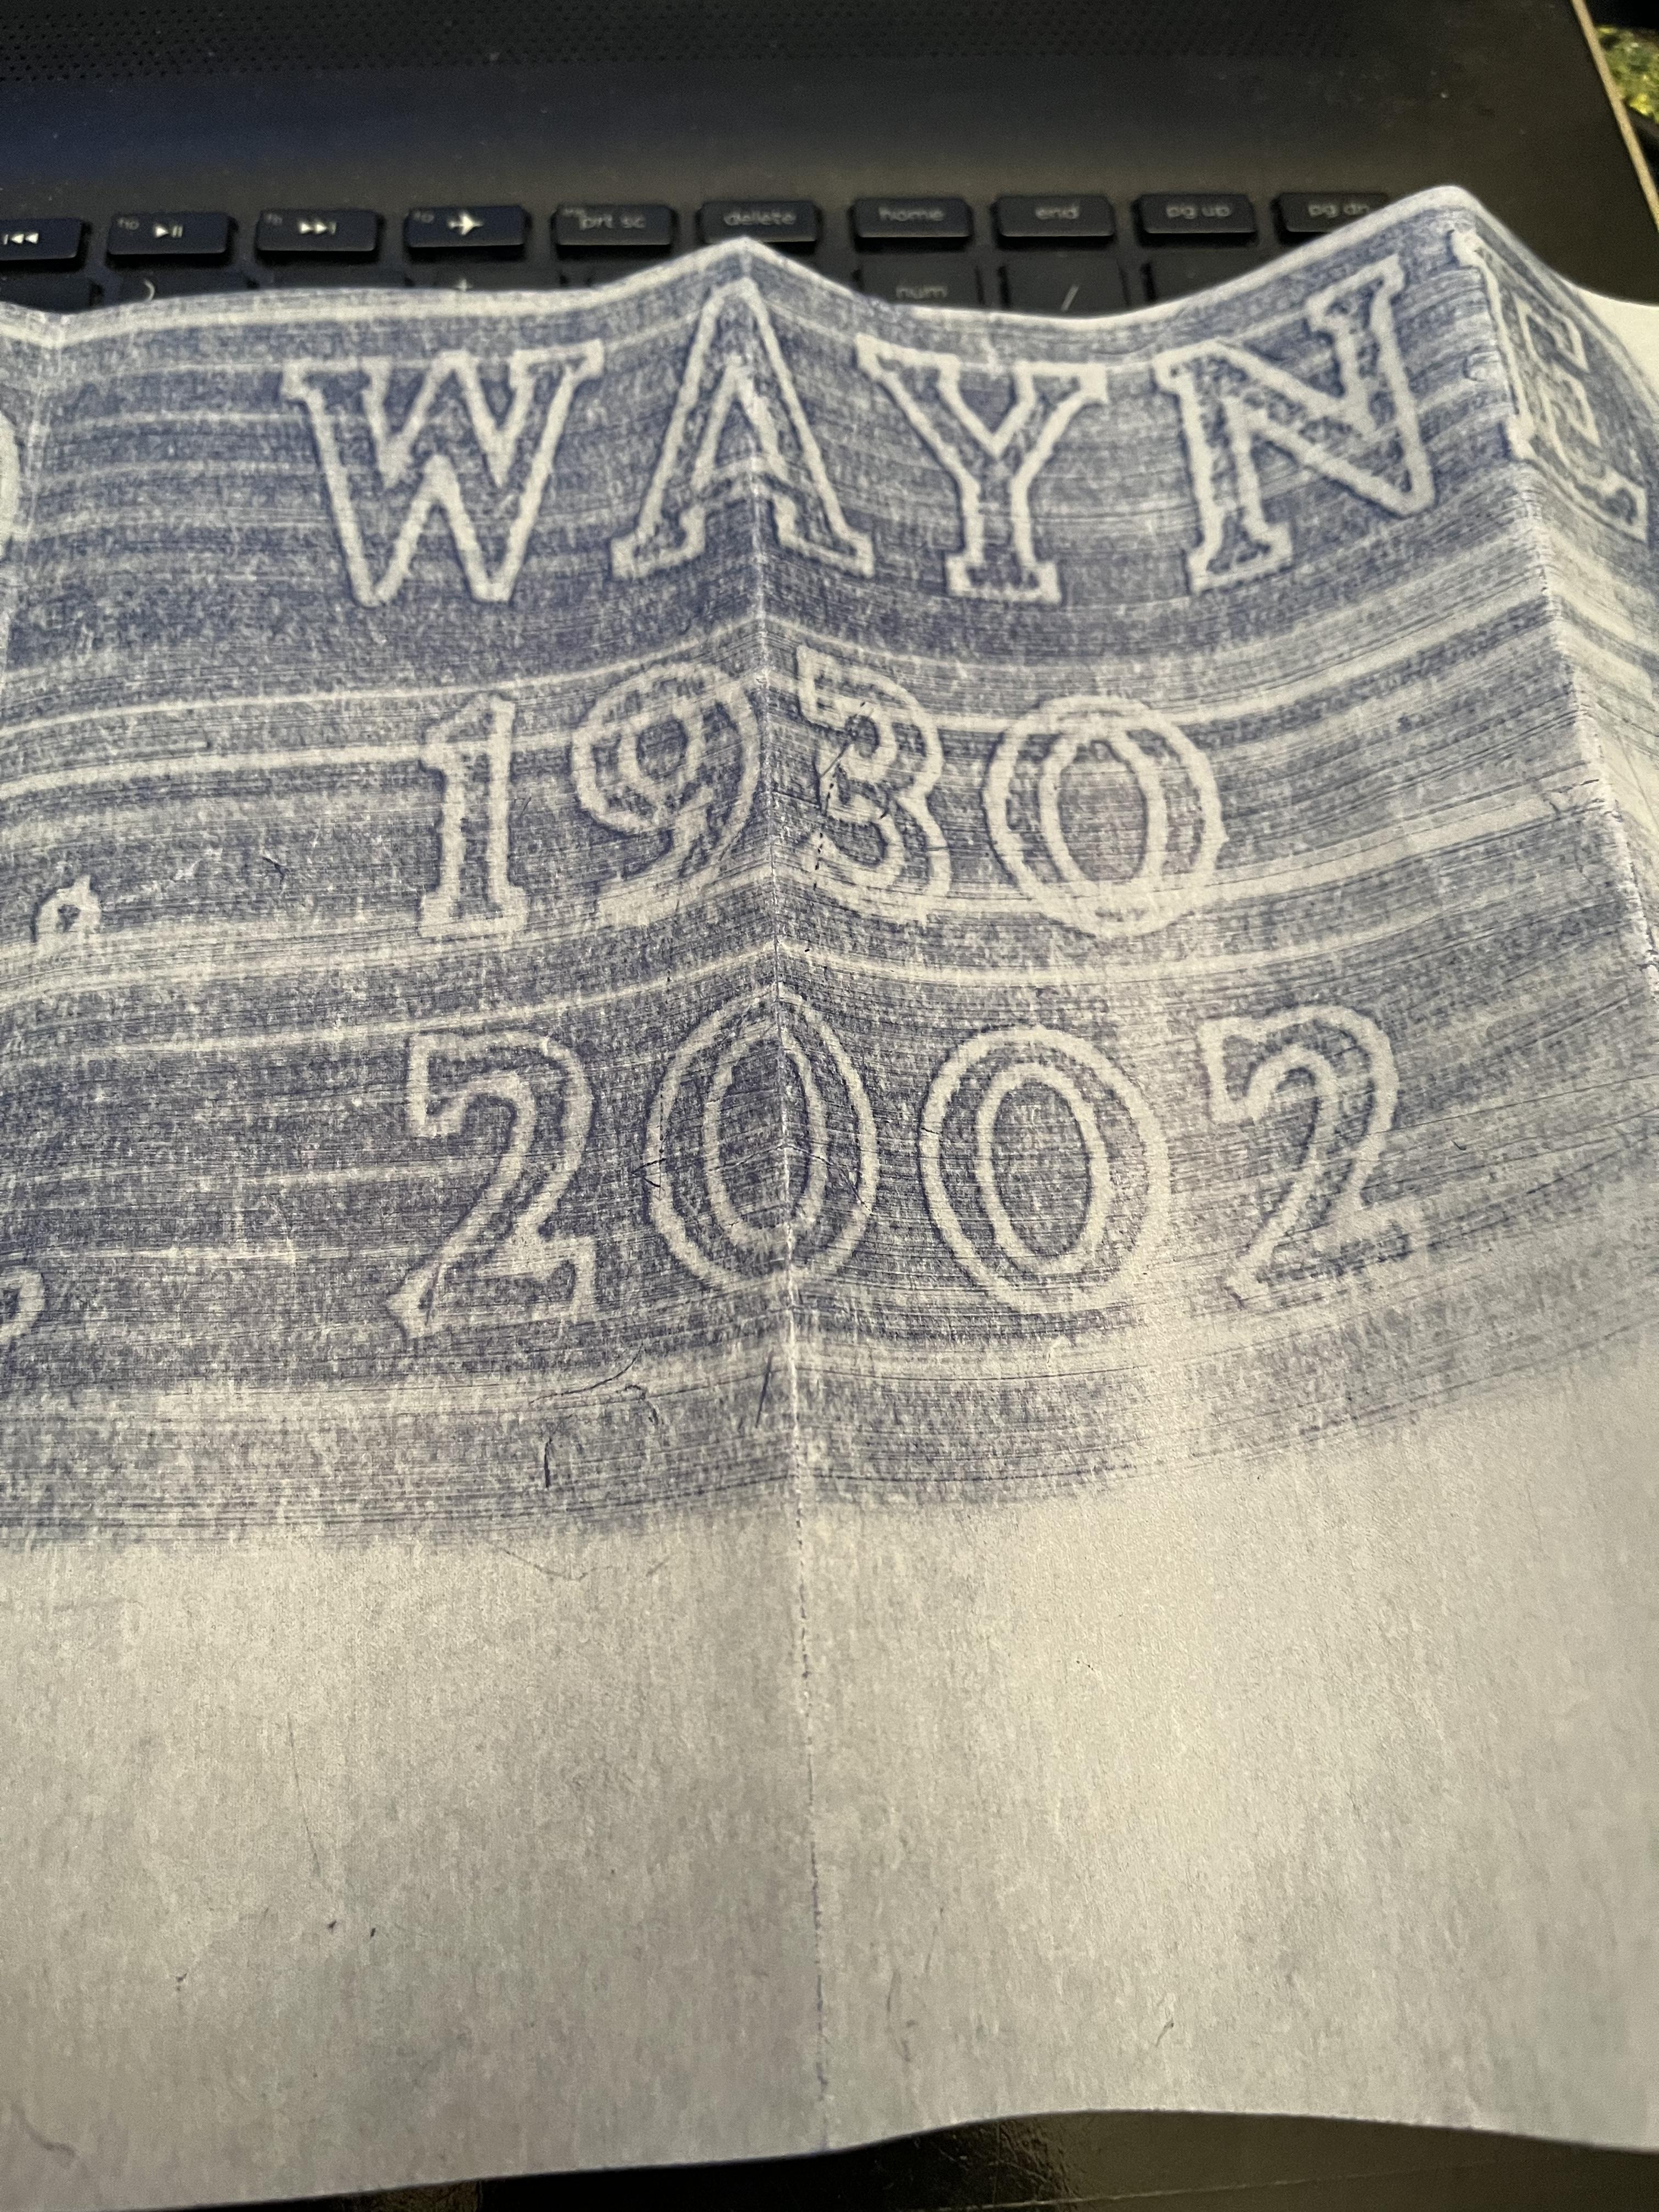 prt sc delete home end pg up pg dn
num /
WAYNE
, 1930
, 2002